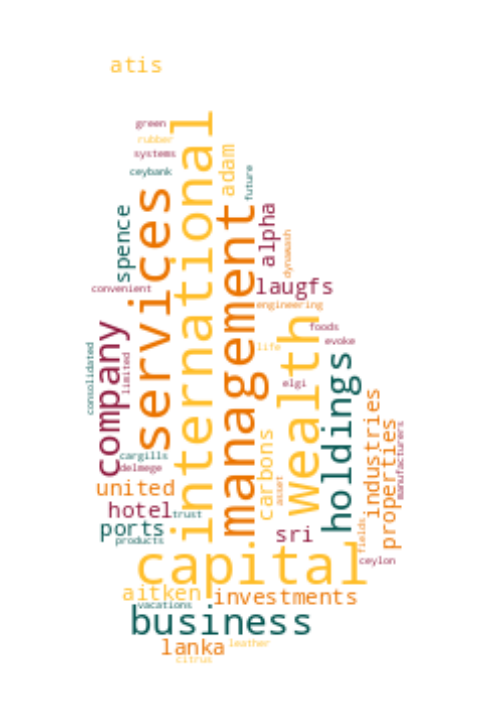 atis
green
rubber
systems
ceybank
international
adam
future
services
spence
management
alpha
dynawash
convenient
laugfs
engineering
company
wealth
foods
evoke
consolidated
limited
life
holdings
elgi
industries
properties
manufacturers
carbons
cargills
delmege
asset
united
hotel
trust
ports
products
sri
fields
ceylon
capital
aitken
investments
vacations
business
lanka
leather
citrus